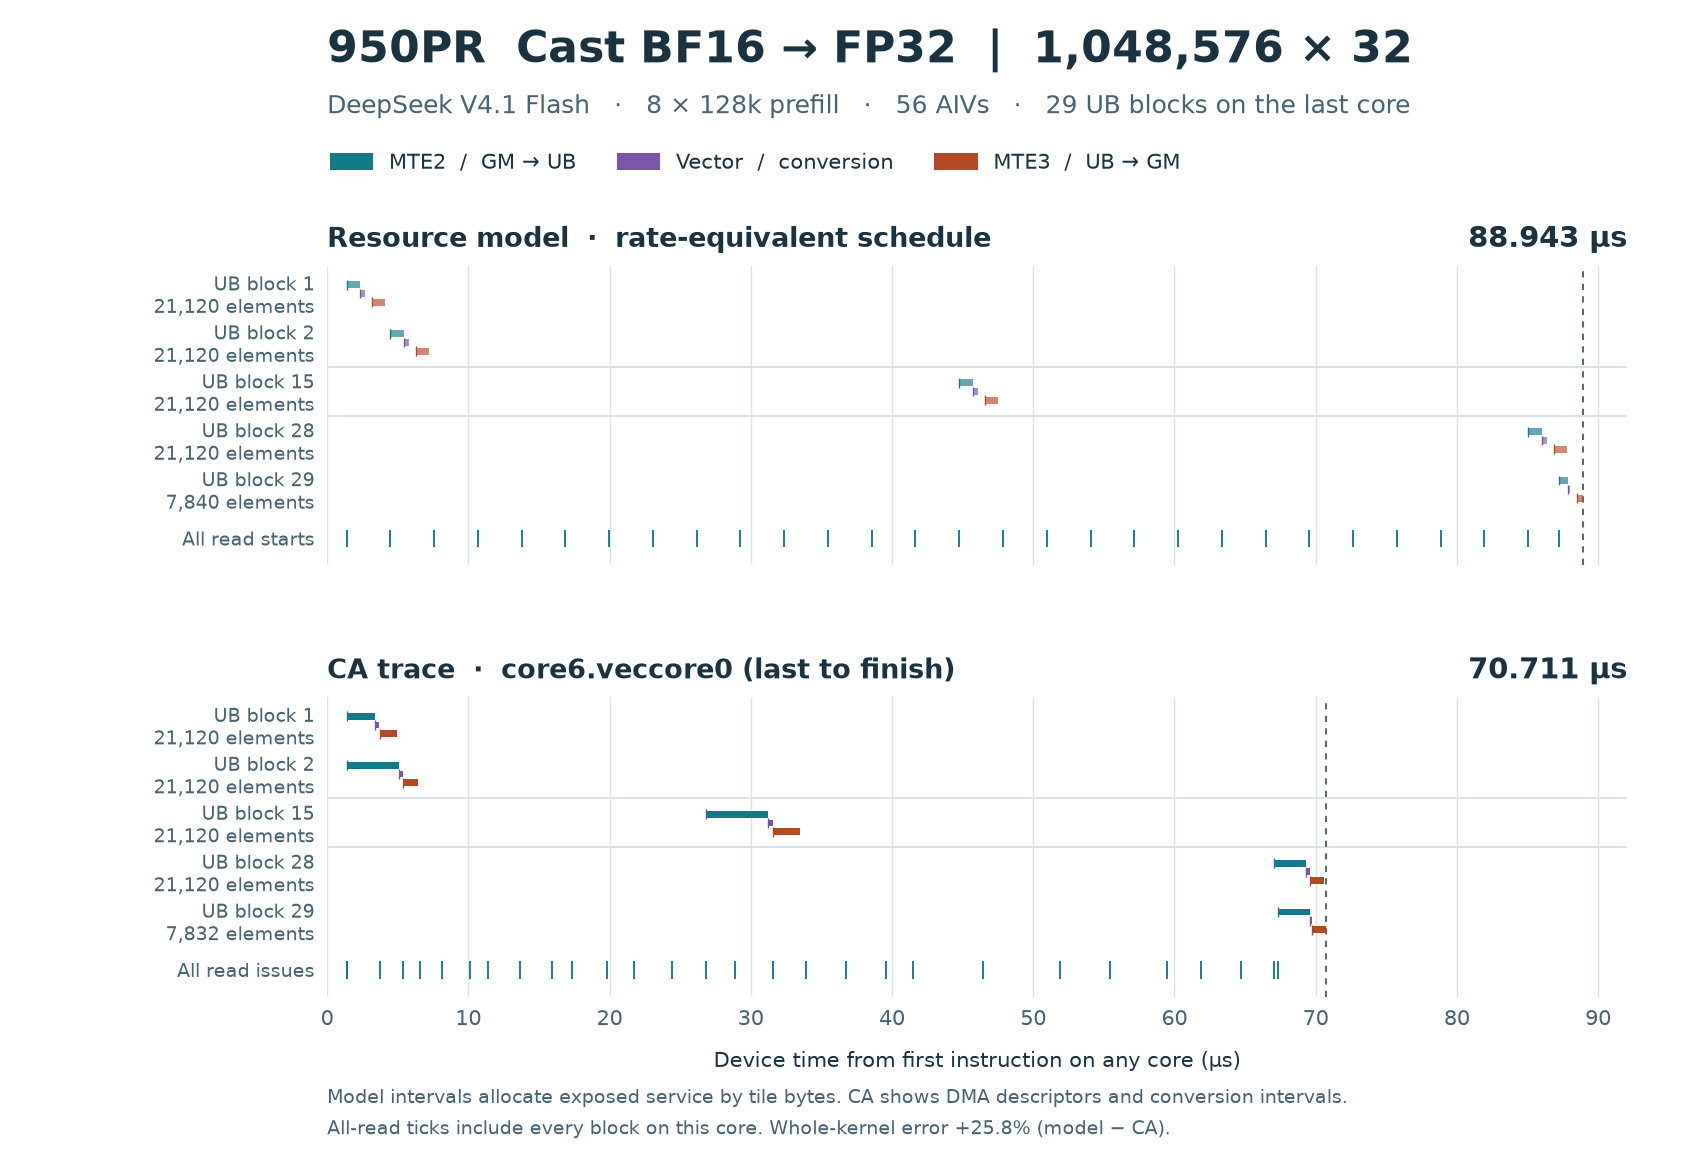 950PR  Cast BF16 → FP32  |  1,048,576 × 32
DeepSeek V4.1 Flash  ·  8 × 128k prefill  ·  56 AIVs  ·  29 UB blocks on the last core
MTE2 / GM → UB
Vector / conversion
MTE3 / UB → GM
Resource model · rate-equivalent schedule
88.943 µs
UB block 1
21,120 elements
UB block 2
21,120 elements
UB block 15
21,120 elements
UB block 28
21,120 elements
UB block 29
7,840 elements
All read starts
CA trace · core6.veccore0 (last to finish)
70.711 µs
UB block 1
21,120 elements
UB block 2
21,120 elements
UB block 15
21,120 elements
UB block 28
21,120 elements
UB block 29
7,832 elements
All read issues
0 10 20 30 40 50 60 70 80 90
Device time from first instruction on any core (µs)
Model intervals allocate exposed service by tile bytes. CA shows DMA descriptors and conversion intervals.
All-read ticks include every block on this core. Whole-kernel error +25.8% (model − CA).